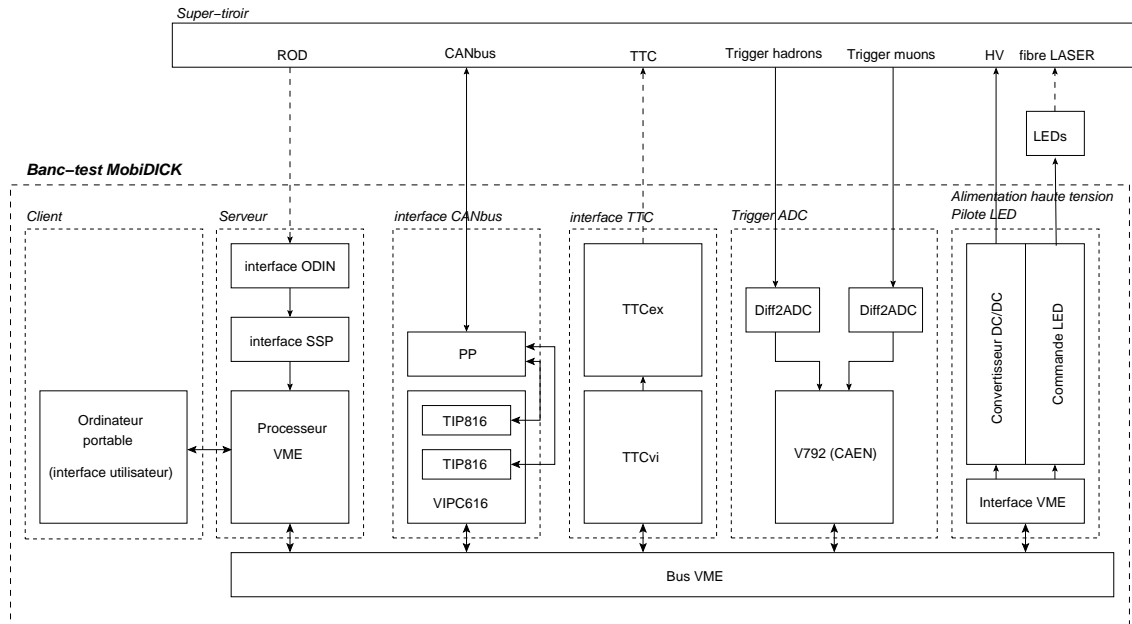 Super−tiroir
ROD
CANbus
TTC
Trigger hadrons
Trigger muons
HV
fibre LASER
LEDs
Banc−test MobiDICK
Client
Serveur
interface CANbus
interface TTC
Trigger ADC
Alimentation haute tension
Pilote LED
interface ODIN
interface SSP
Processeur
VME
Ordinateur
portable
(interface utilisateur)
PP
TIP816
TIP816
VIPC616
TTCex
TTCvi
Diff2ADC
Diff2ADC
V792 (CAEN)
Convertisseur DC/DC
Commande LED
Interface VME
Bus VME